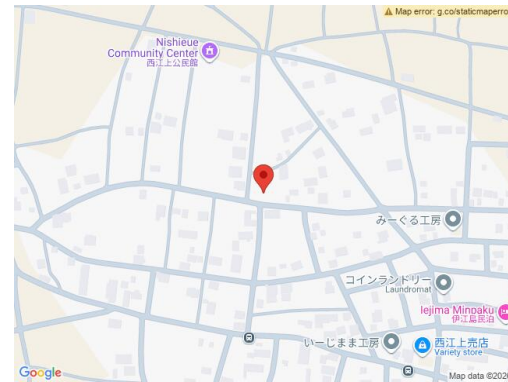 Map error: g.co/staticmaperro
Nishieue
Community Center
西江上公民館
みーぐる工房
コインランドリー
Laundromat
Iejima Minpaku
伊江島民泊
いーじまま工房
西江上売店
Variety store
Google
Map data ©2026